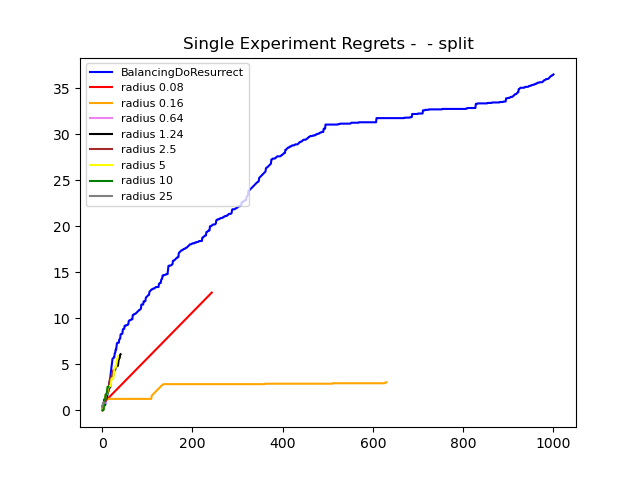 Single Experiment Regrets -  - split
BalancingDoResurrect
radius 0.08
radius 0.16
radius 0.64
radius 1.24
radius 2.5
radius 5
radius 10
radius 25
35
30
25
20
15
10
5
0
0 200 400 600 800 1000